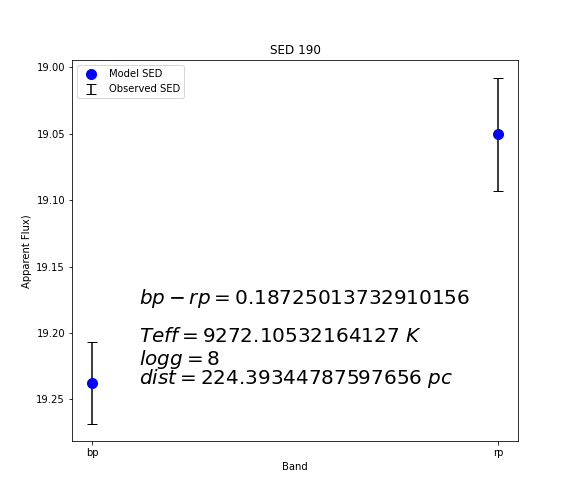 SED 190
19.00
Model SED
Observed SED
19.05
19.10
19.15
Apparent Flux)
bp − rp = 0.18725013732910156
19.20
Teff = 9272.10532164127 K
logg = 8
dist = 224.39344787597656 pc
19.25
bp
rp
Band